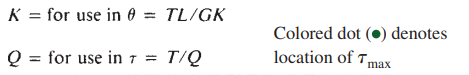 K = for use in θ = TL/GK
Q = for use in τ = T/Q
Colored dot (●) denotes
location of τmax